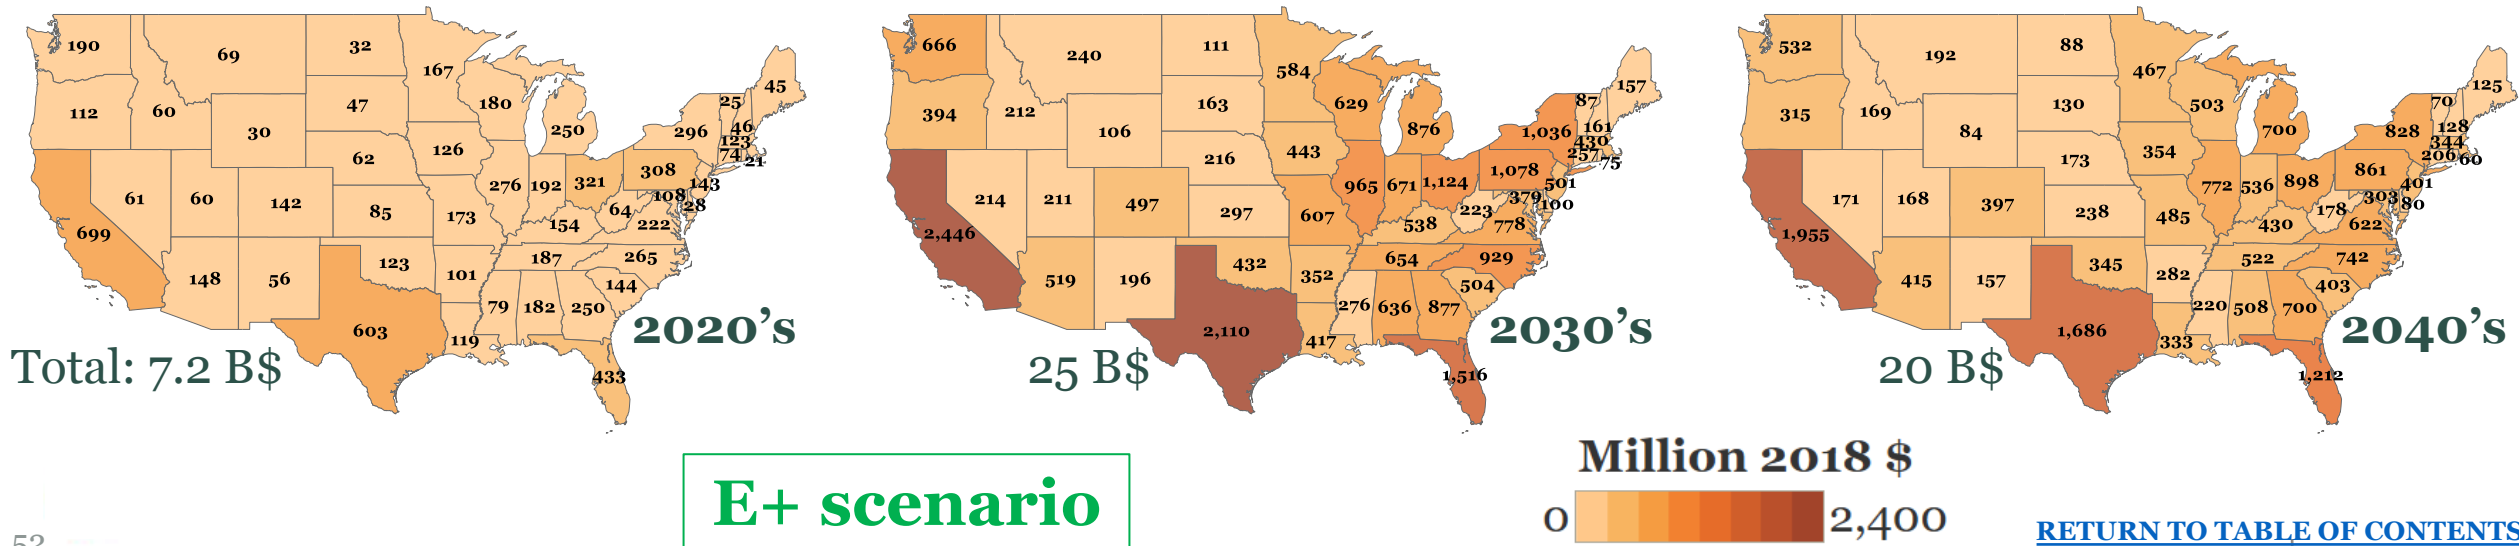 190 69 32 167 45
112 60 30 47 180 250 296 25 46 123 74 21
62 126 308 143 108 28
699 61 60 142 85 173 276 192 321 64 222 154
148 56 123 101 187 265 144
603 119 79 182 250 433
2020's
Total: 7.2 B$
666 240 111 584 157
394 212 106 163 629 876 1,036 87 161 430 257 75
216 443 1,078 501 379 100
2,446 214 211 497 297 607 965 671 1,124 223 778 538
519 196 432 352 654 929 504
2,110 417 276 636 877 1,516
2030's
25 B$
532 192 88 467 125
315 169 84 130 503 700 828 70 128 344 206 60
173 354 861 401 303 80
1,955 171 168 397 238 485 772 536 898 178 622 430
415 157 345 282 522 742 403
1,686 333 220 508 700 1,212
2040's
20 B$
E+ scenario
Million 2018 $
0 2,400
RETURN TO TABLE OF CONTENTS